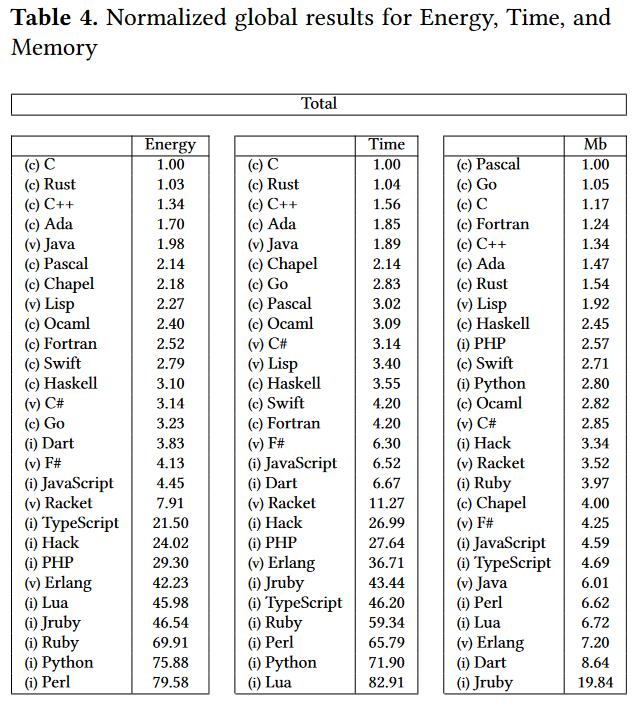 Table 4. Normalized global results for Energy, Time, and
Memory
Total
Energy
(c) C 1.00
(c) Rust 1.03
(c) C++ 1.34
(c) Ada 1.70
(v) Java 1.98
(c) Pascal 2.14
(c) Chapel 2.18
(v) Lisp 2.27
(c) Ocaml 2.40
(c) Fortran 2.52
(c) Swift 2.79
(c) Haskell 3.10
(v) C# 3.14
(c) Go 3.23
(i) Dart 3.83
(v) F# 4.13
(i) JavaScript 4.45
(v) Racket 7.91
(i) TypeScript 21.50
(i) Hack 24.02
(i) PHP 29.30
(v) Erlang 42.23
(i) Lua 45.98
(i) Jruby 46.54
(i) Ruby 69.91
(i) Python 75.88
(i) Perl 79.58
Time
(c) C 1.00
(c) Rust 1.04
(c) C++ 1.56
(c) Ada 1.85
(v) Java 1.89
(c) Chapel 2.14
(c) Go 2.83
(c) Pascal 3.02
(c) Ocaml 3.09
(v) C# 3.14
(v) Lisp 3.40
(c) Haskell 3.55
(c) Swift 4.20
(c) Fortran 4.20
(v) F# 6.30
(i) JavaScript 6.52
(i) Dart 6.67
(v) Racket 11.27
(i) Hack 26.99
(i) PHP 27.64
(v) Erlang 36.71
(i) Jruby 43.44
(i) TypeScript 46.20
(i) Ruby 59.34
(i) Perl 65.79
(i) Python 71.90
(i) Lua 82.91
Mb
(c) Pascal 1.00
(c) Go 1.05
(c) C 1.17
(c) Fortran 1.24
(c) C++ 1.34
(c) Ada 1.47
(c) Rust 1.54
(v) Lisp 1.92
(c) Haskell 2.45
(i) PHP 2.57
(c) Swift 2.71
(i) Python 2.80
(c) Ocaml 2.82
(v) C# 2.85
(i) Hack 3.34
(v) Racket 3.52
(i) Ruby 3.97
(c) Chapel 4.00
(v) F# 4.25
(i) JavaScript 4.59
(i) TypeScript 4.69
(v) Java 6.01
(i) Perl 6.62
(i) Lua 6.72
(v) Erlang 7.20
(i) Dart 8.64
(i) Jruby 19.84